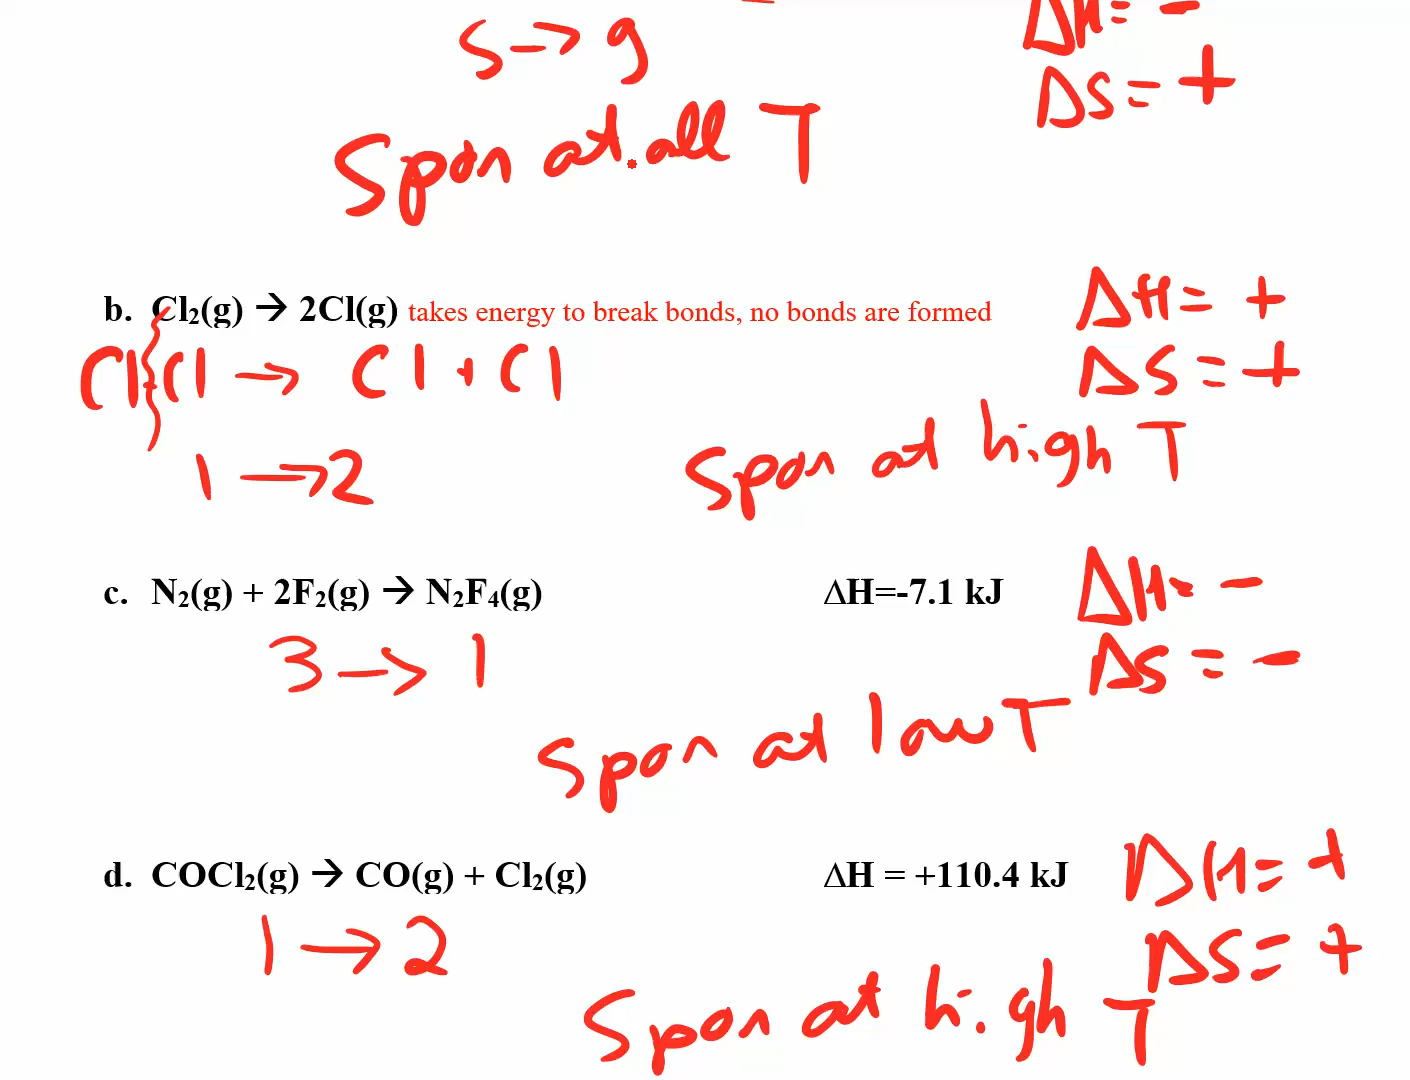 s → g
ΔH = -
ΔS = +
Spon at all T
b. Cl₂(g) → 2Cl(g) takes energy to break bonds, no bonds are formed
ΔH = +
Cl-Cl → Cl + Cl
ΔS = +
1 → 2
Spon at high T
c. N₂(g) + 2F₂(g) → N₂F₄(g) ΔH=-7.1 kJ
ΔH = -
3 → 1
ΔS = -
Spon at low T
d. COCl₂(g) → CO(g) + Cl₂(g) ΔH = +110.4 kJ
ΔH = +
1 → 2
ΔS = +
Spon at high T